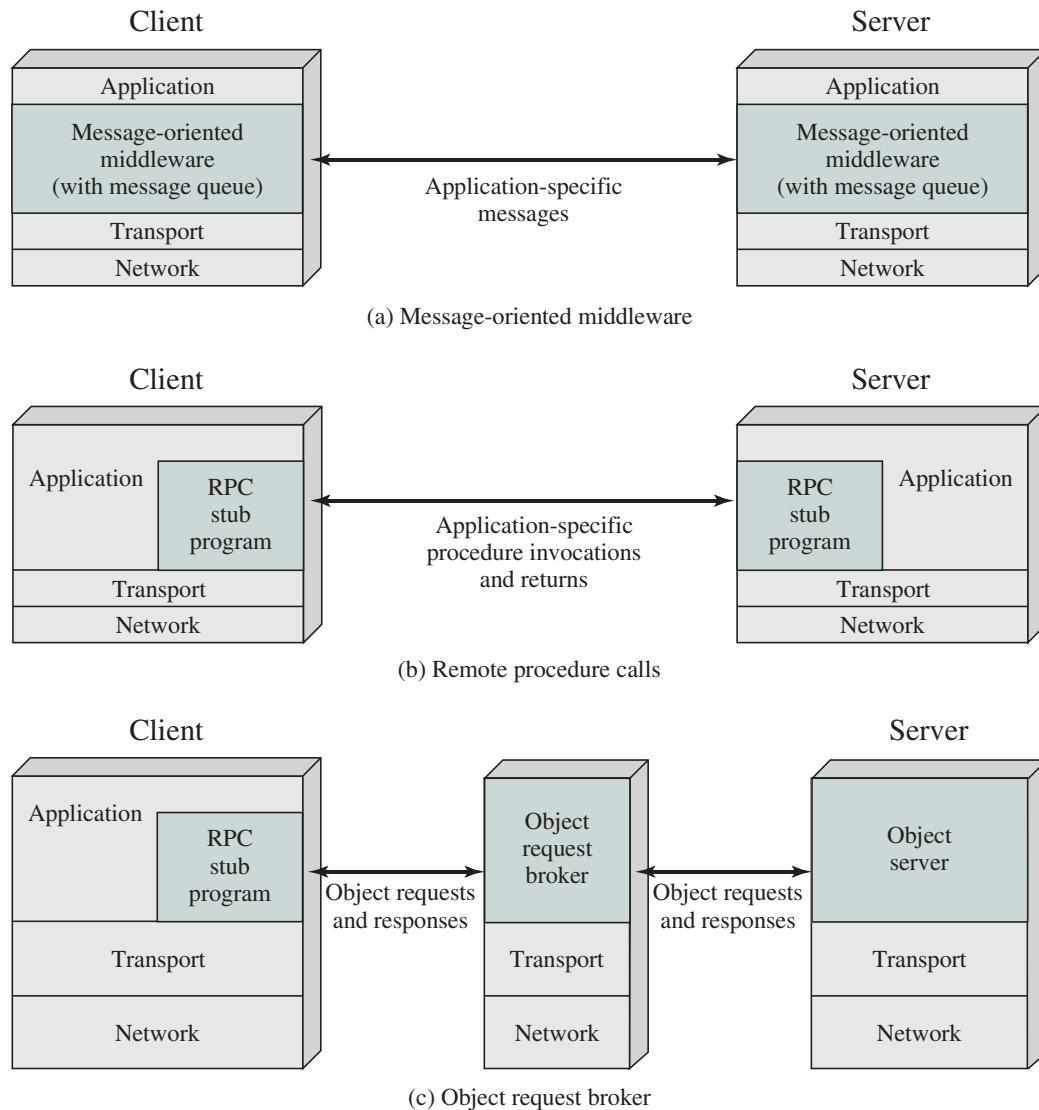 Client
Server
Application
Message-oriented
middleware
(with message queue)
Transport
Network
Application-specific
messages
Application
Message-oriented
middleware
(with message queue)
Transport
Network
(a) Message-oriented middleware
Client
Server
Application
RPC
stub
program
Transport
Network
Application-specific
procedure invocations
and returns
RPC
stub
program
Application
Transport
Network
(b) Remote procedure calls
Client
Server
Application
RPC
stub
program
Transport
Network
Object requests
and responses
Object
request
broker
Transport
Network
Object requests
and responses
Object
server
Transport
Network
(c) Object request broker